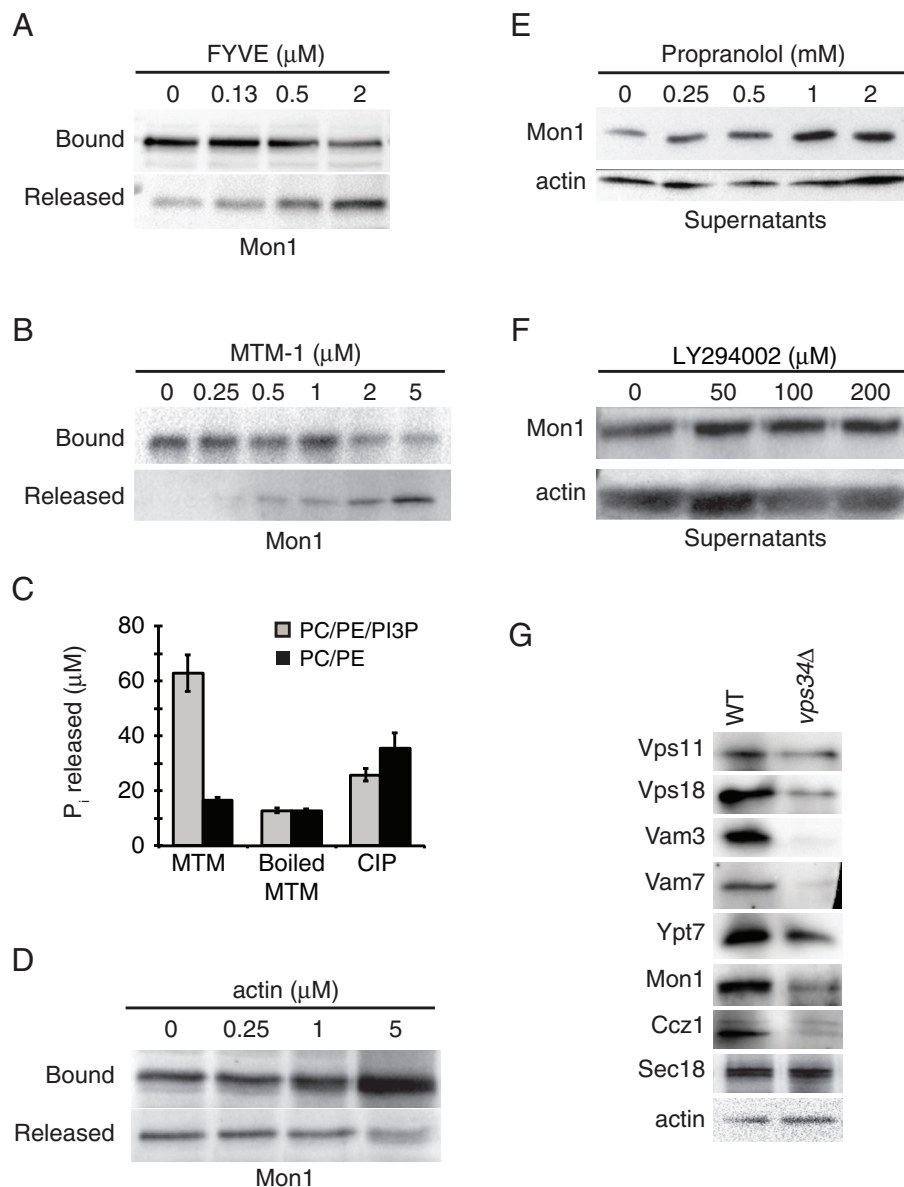 A
FYVE (μM)
0 0.13 0.5 2
Bound
Released
Mon1
B
MTM-1 (μM)
0 0.25 0.5 1 2 5
Bound
Released
Mon1
C
80
60
40
20
0
Pi released (μM)
PC/PE/PI3P
PC/PE
MTM Boiled MTM CIP
D
actin (μM)
0 0.25 1 5
Bound
Released
Mon1
E
Propranolol (mM)
0 0.25 0.5 1 2
Mon1
actin
Supernatants
F
LY294002 (μM)
0 50 100 200
Mon1
actin
Supernatants
G
WT vps34Δ
Vps11
Vps18
Vam3
Vam7
Ypt7
Mon1
Ccz1
Sec18
actin